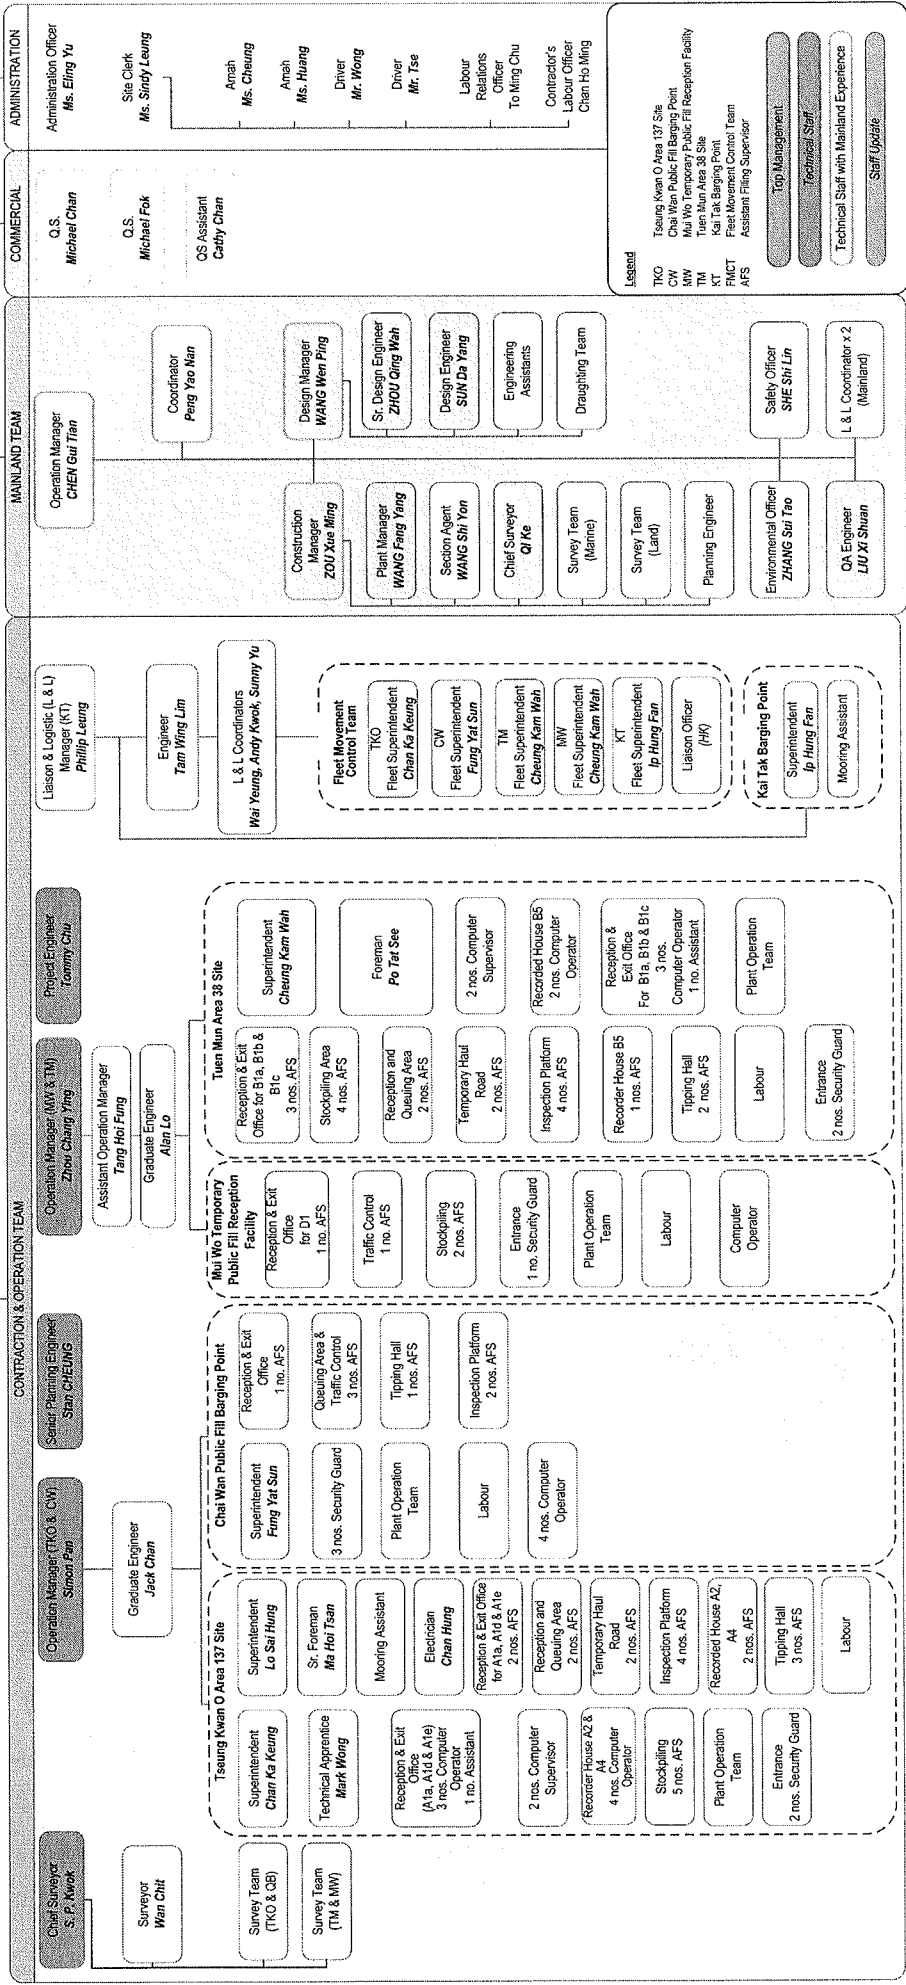 CONTRACTION & OPERATION TEAM
Chief Surveyor
S. P. Kwok
Surveyor
Wan Chit
Survey Team
(TKO & QB)
Survey Team
(TM & MW)
Operation Manager (TKO & CW)
Simon Pan
Graduate Engineer
Jack Chan
Tseung Kwan O Area 137 Site
Superintendent
Chan Ka Keung
Technical Apprentice
Mark Wong
Reception & Exit
Office
(A1a, A1d & A1e)
3 nos. Computer
Operator
1 no. Assistant
2 nos. Computer
Supervisor
Recorder House A2 &
A4
4 nos. Computer
Operator
Stockpiling
5 nos. AFS
Plant Operation
Team
Entrance
2 nos. Security Guard
Superintendent
Lo Sai Hung
Sr. Foreman
Ma Hoi Tsan
Mooring Assistant
Electrician
Chan Hung
Reception & Exit Office
for A1a, A1d & A1e
2 nos. AFS
Reception and
Queuing Area
2 nos. AFS
Temporary Haul
Road
2 nos. AFS
Inspection Platform
4 nos. AFS
Recorded House A2,
A4
2 nos. AFS
Tipping Hall
3 nos. AFS
Labour
Senior Planning Engineer
Stan CHEUNG
Chai Wan Public Fill Barging Point
Superintendent
Fung Yat Sun
3 nos. Security Guard
Plant Operation
Team
Labour
4 nos. Computer
Operator
Reception & Exit
Office
1 no. AFS
Queuing Area &
Traffic Control
3 nos. AFS
Tipping Hall
1 nos. AFS
Inspection Platform
2 nos. AFS
Operation Manager (MW & TM)
Zhou Chang Ying
Assistant Operation Manager
Tang Hoi Fung
Graduate Engineer
Alan Lo
Mui Wo Temporary
Public Fill Reception
Facility
Reception & Exit
Office
for D1
1 no. AFS
Traffic Control
1 no. AFS
Stockpiling
2 nos. AFS
Entrance
1 no. Security Guard
Plant Operation
Team
Labour
Computer
Operator
Project Engineer
Tommy Chu
Tuen Mun Area 38 Site
Reception & Exit
Office for B1a, B1b &
B1c
3 nos. AFS
Stockpiling Area
4 nos. AFS
Reception and
Queuing Area
2 nos. AFS
Temporary Haul
Road
2 nos. AFS
Inspection Platform
4 nos. AFS
Recorder House B5
1 nos. AFS
Tipping Hall
2 nos. AFS
Labour
Entrance
2 nos. Security Guard
Superintendent
Cheung Kam Wah
Foreman
Po Tat See
2 nos. Computer
Supervisor
Recorded House B5
2 nos. Computer
Operator
Reception &
Exit Office
For B1a, B1b & B1c
3 nos.
Computer Operator
1 no. Assistant
Plant Operation
Team
Liaison & Logistic (L & L)
Manager (KT)
Philip Leung
Engineer
Tam Wing Lim
L & L Coordinators
Wai Yeung, Andy Kwok, Sunny Yu
Fleet Movement
Control Team
TKO
Fleet Superintendent
Chan Ka Keung
CW
Fleet Superintendent
Fung Yat Sun
TM
Fleet Superintendent
Cheung Kam Wah
MW
Fleet Superintendent
Cheung Kam Wah
KT
Fleet Superintendent
Ip Hung Fan
Liaison Officer
(HK)
Kai Tak Barging Point
Superintendent
Ip Hung Fan
Mooring Assistant
MAINLAND TEAM
Operation Manager
CHEN Gui Tian
Coordinator
Peng Yao Nan
Construction
Manager
ZOU Xue Ming
Plant Manager
WANG Fang Yang
Section Agent
WANG Shi Yon
Chief Surveyor
QI Ke
Survey Team
(Marine)
Survey Team
(Land)
Planning Engineer
Environmental Officer
ZHANG Sui Tao
QA Engineer
LIU Xi Shuan
Design Manager
WANG Wen Ping
Sr. Design Engineer
ZHOU Qing Wah
Design Engineer
SUN Da Yang
Engineering
Assistants
Draughting Team
Safety Officer
SHE Shi Lin
L & L Coordinator x 2
(Mainland)
COMMERCIAL
Q.S.
Michael Chan
Q.S.
Michael Fok
QS Assistant
Cathy Chan
ADMINISTRATION
Administration Officer
Ms. Eling Yu
Site Clerk
Ms. Sindy Leung
Amah
Ms. Cheung
Amah
Ms. Huang
Driver
Mr. Wong
Driver
Mr. Tse
Labour
Relations
Officer
To Ming Chu
Contractor's
Labour Officer
Chan Ho Ming
Legend
TKO Tseung Kwan O Area 137 Site
CW Chai Wan Public Fill Barging Point
MW Mui Wo Temporary Public Fill Reception Facility
TM Tuen Mun Area 38 Site
KT Kai Tak Barging Point
FMCT Fleet Movement Control Team
AFS Assistant Filling Supervisor
Top Management
Technical Staff
Technical Staff with Mainland Experience
Staff Update